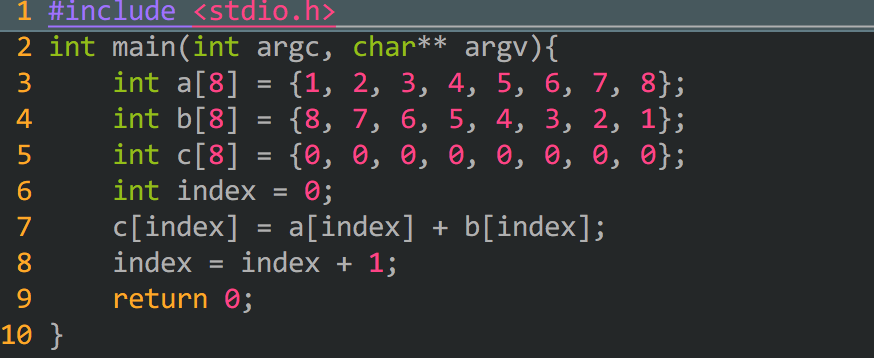 1 #include <stdio.h>
2 int main(int argc, char** argv){
3     int a[8] = {1, 2, 3, 4, 5, 6, 7, 8};
4     int b[8] = {8, 7, 6, 5, 4, 3, 2, 1};
5     int c[8] = {0, 0, 0, 0, 0, 0, 0, 0};
6     int index = 0;
7     c[index] = a[index] + b[index];
8     index = index + 1;
9     return 0;
10 }